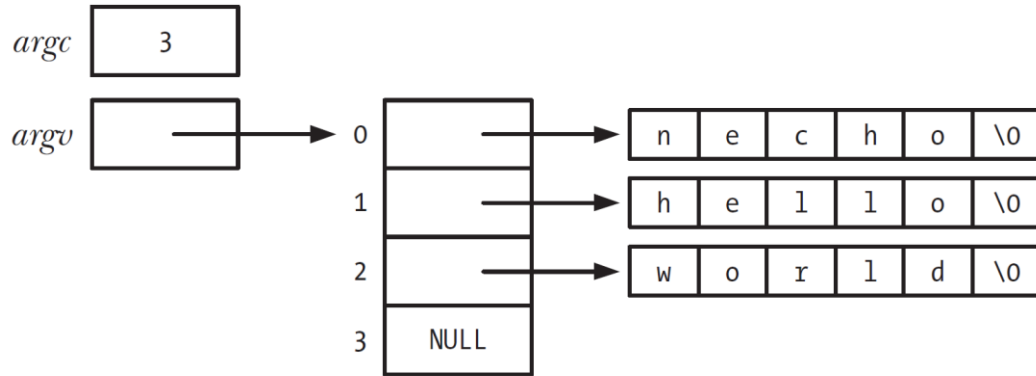 argc 3
argv 0 n e c h o \0
1 h e l l o \0
2 w o r l d \0
3 NULL